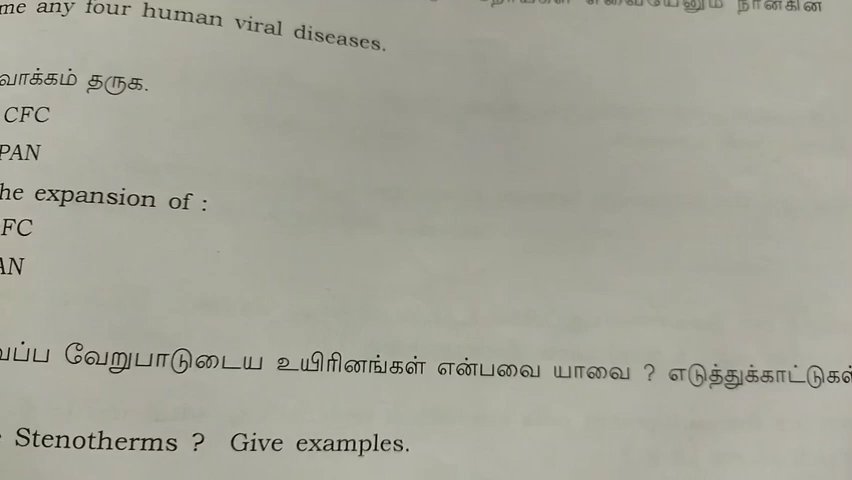 me any four human viral diseases.
நான்கின்
வாக்கம் தருக.
CFC
PAN
he expansion of :
FC
AN
வப்ப வேறுபாடுடைய உயிரினங்கள் என்பவை யாவை ? எடுத்துக்காட்டுகள்
Stenotherms ? Give examples.